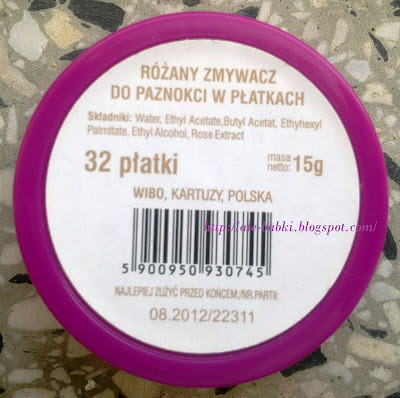 RÓŻANY ZMYWACZ
DO PAZNOKCI W PŁATKACH
Składniki: Water, Ethyl Acetate,Butyl Acetat, Ethyhexyl
Palmitate, Ethyl Alcohol, Rose Extract
32 płatki
masa
netto: 15g
WIBO, KARTUZY, POLSKA
http://ale-babki.blogspot.com/
5 900950 930745
NAJLEPIEJ ZUŻYĆ PRZED KOŃCEM:/NR.PARTII:
08.2012/22311